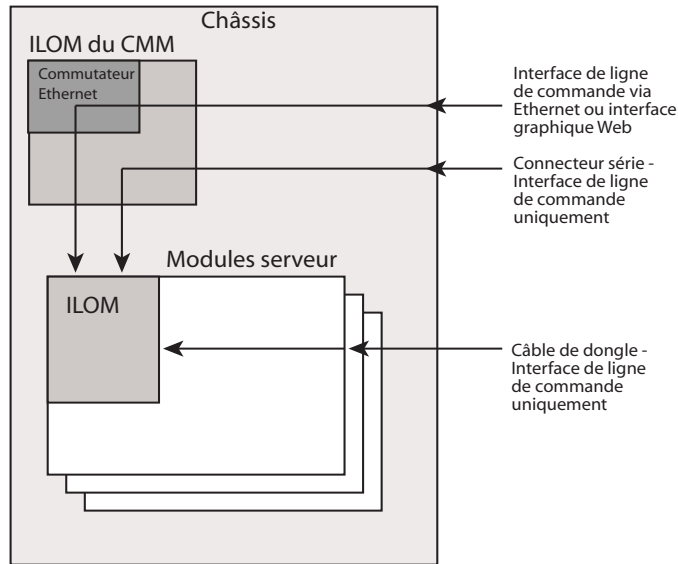 Châssis
ILOM du CMM
Commutateur
Ethernet
Interface de ligne
de commande via
Ethernet ou interface
graphique Web
Connecteur série -
Interface de ligne
de commande
uniquement
Modules serveur
ILOM
Câble de dongle -
Interface de ligne
de commande
uniquement